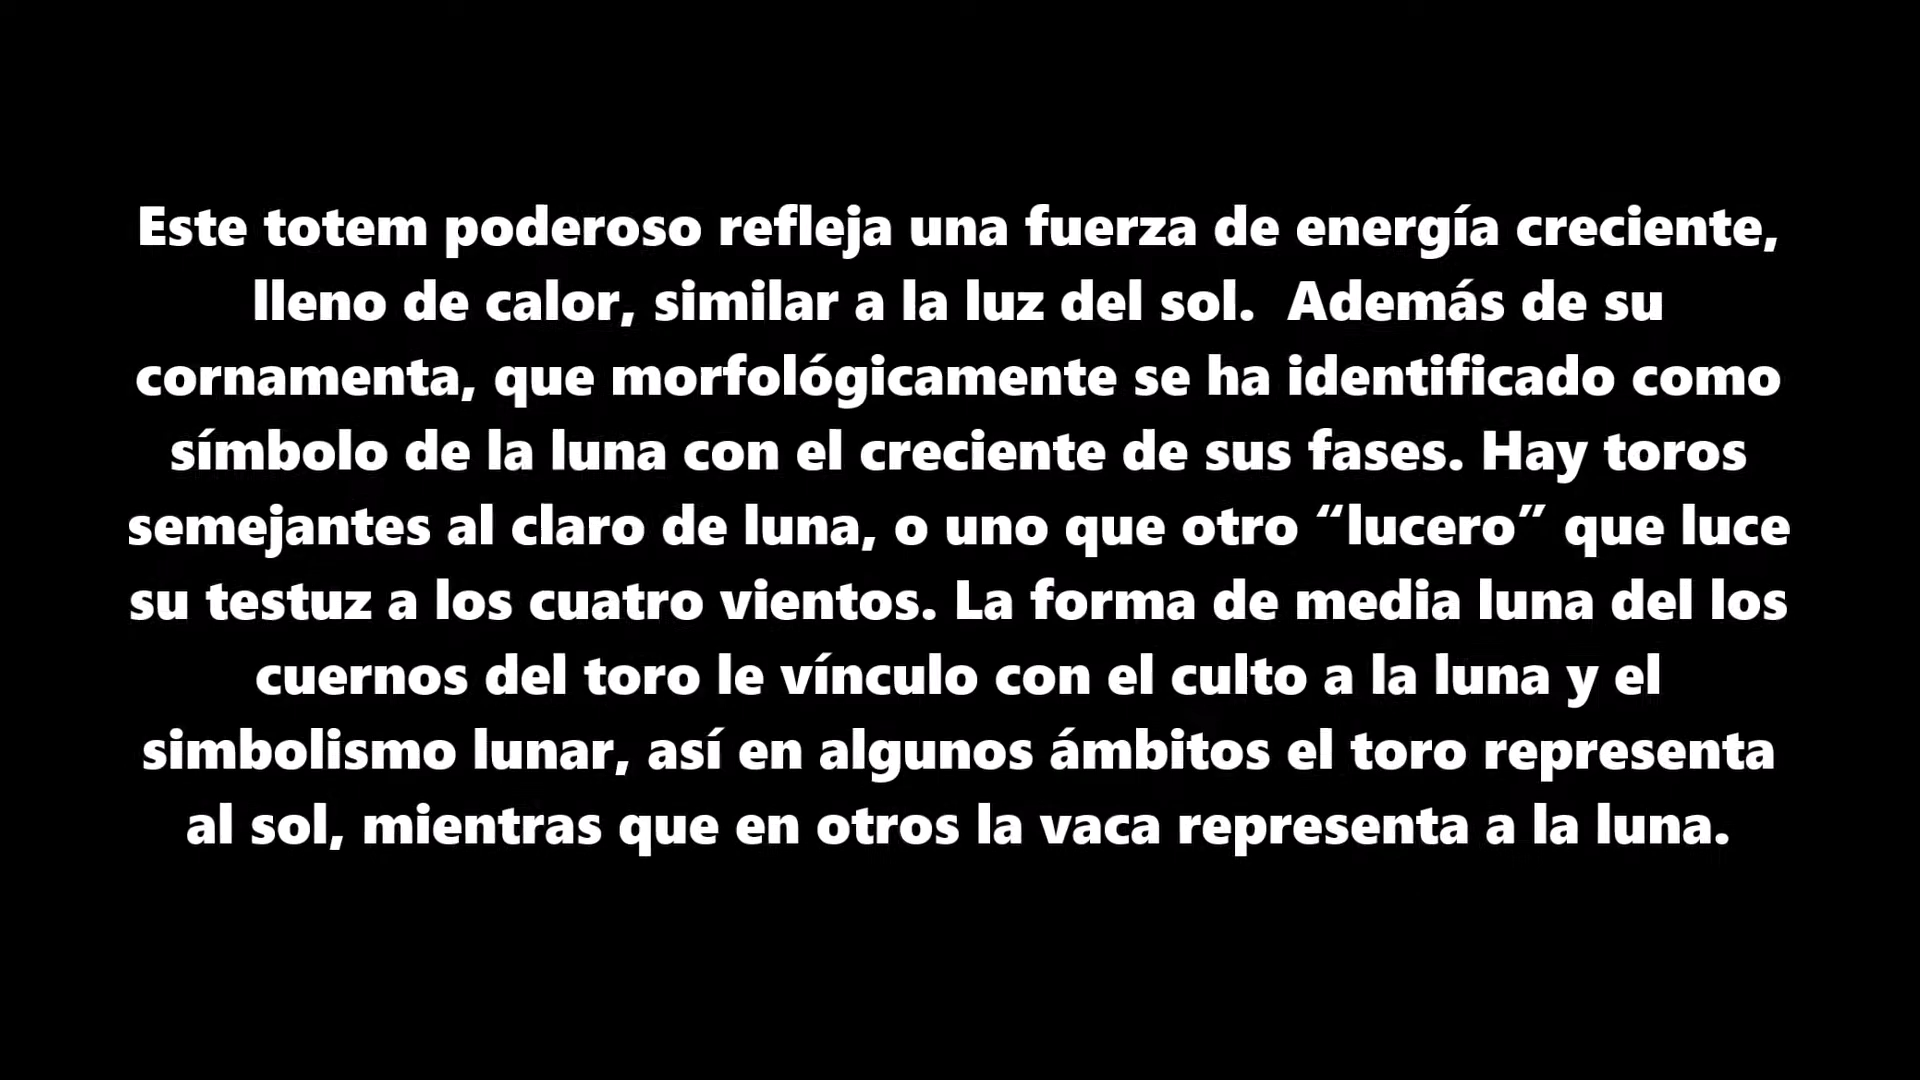 Este totem poderoso refleja una fuerza de energía creciente,
lleno de calor, similar a la luz del sol.  Además de su
cornamenta, que morfológicamente se ha identificado como
símbolo de la luna con el creciente de sus fases. Hay toros
semejantes al claro de luna, o uno que otro “lucero” que luce
su testuz a los cuatro vientos. La forma de media luna del los
cuernos del toro le vínculo con el culto a la luna y el
simbolismo lunar, así en algunos ámbitos el toro representa
al sol, mientras que en otros la vaca representa a la luna.